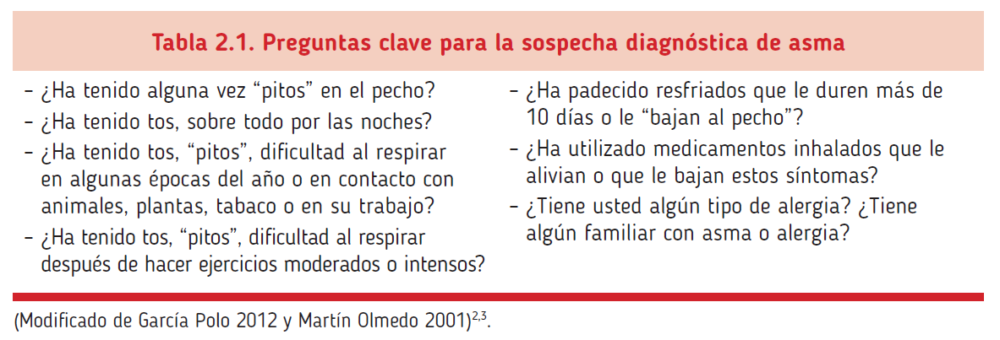 Tabla 2.1. Preguntas clave para la sospecha diagnóstica de asma
– ¿Ha tenido alguna vez “pitos” en el pecho?
– ¿Ha tenido tos, sobre todo por las noches?
– ¿Ha tenido tos, “pitos”, dificultad al respirar
en algunas épocas del año o en contacto con
animales, plantas, tabaco o en su trabajo?
– ¿Ha tenido tos, “pitos”, dificultad al respirar
después de hacer ejercicios moderados o intensos?
– ¿Ha padecido resfriados que le duren más de
10 días o le “bajan al pecho”?
– ¿Ha utilizado medicamentos inhalados que le
alivian o que le bajan estos síntomas?
– ¿Tiene usted algún tipo de alergia? ¿Tiene
algún familiar con asma o alergia?
(Modificado de García Polo 2012 y Martín Olmedo 2001)2,3.